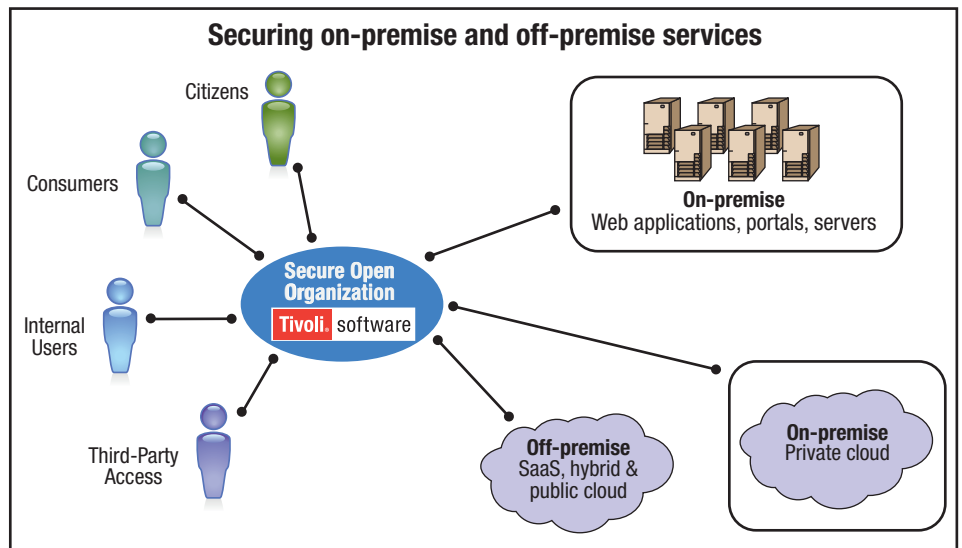 Securing on-premise and off-premise services
Citizens
Consumers
Internal
Users
Third-Party
Access
Secure Open
Organization
Tivoli. software
On-premise
Web applications, portals, servers
Off-premise
SaaS, hybrid &
public cloud
On-premise
Private cloud